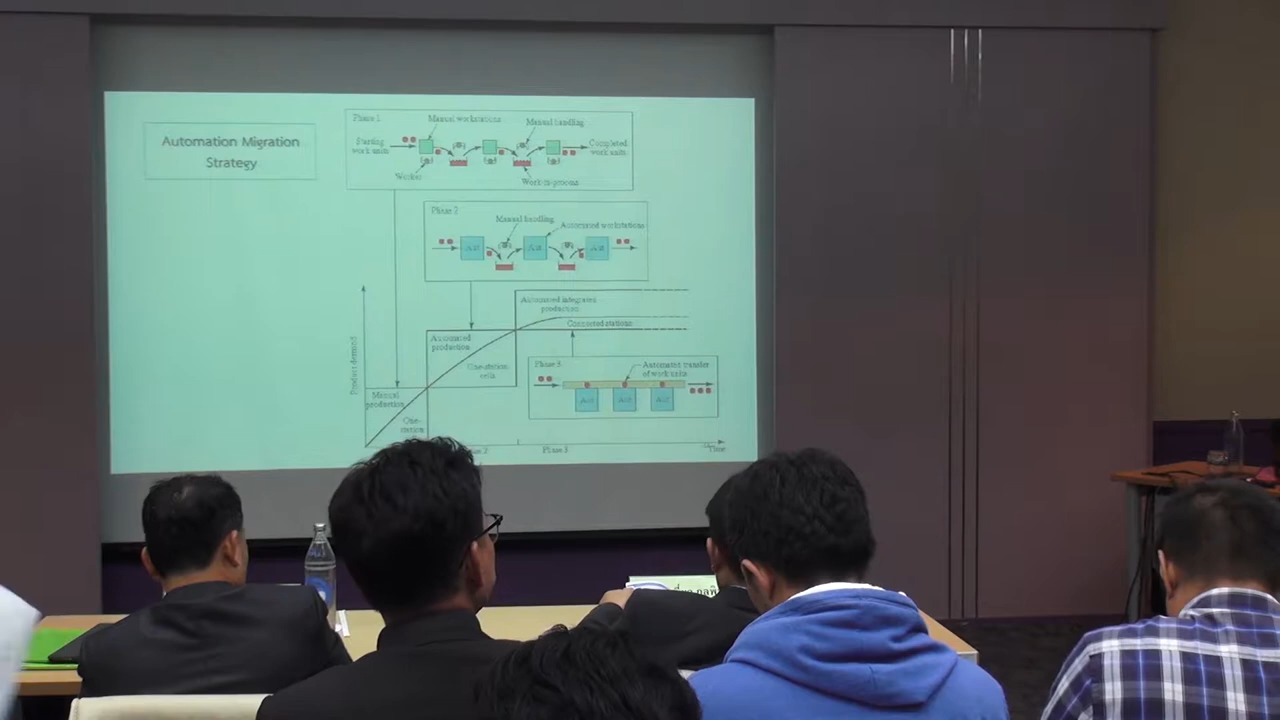 Automation Migration
Strategy
Phase 1
Manual workstations
Manual handling
Starting
work units
Completed
work units
Worker
Work-in-process
Phase 2
Manual handling
Automated workstations
Aut
Aut
Aut
Automated integrated
production
Connected stations
Automated
production
One-station
cells
Product demand
Phase 3
Automated transfer
of work units
Aut
Aut
Aut
Manual
production
One-
station
Phase 3
Time